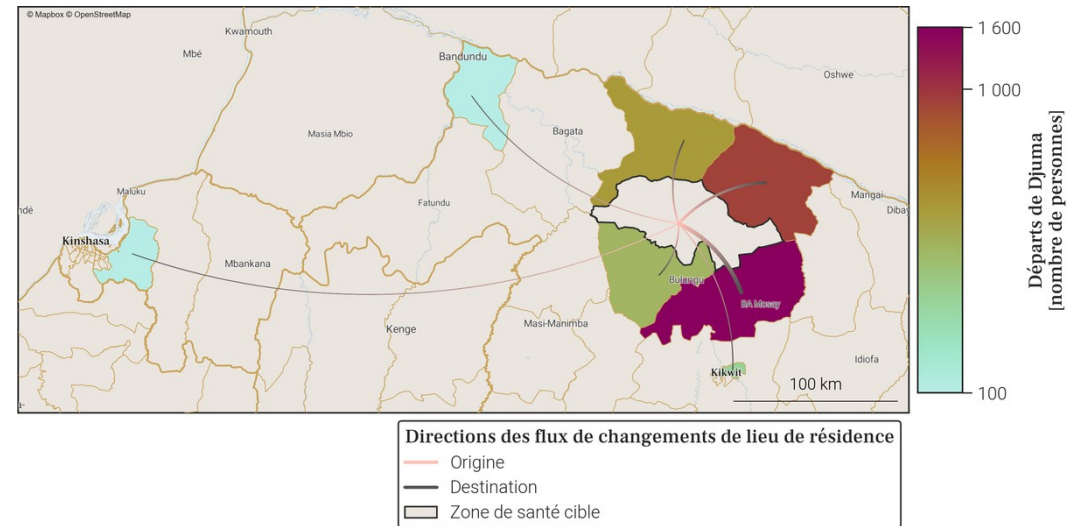 © Mapbox © OpenStreetMap
Kwamouth
Mbé
Bandundu
Oshwe
Masia Mbio
Bagata
Maluku
Fatundu
Mangai
ndé
Dibay
Kinshasa
Mbankana
Bulungu
BA Mosay
Kenge
Masi-Manimba
Idiofa
Kikwit
100 km
a-
1 600
1 000
100
Départs de Djuma
[nombre de personnes]
Directions des flux de changements de lieu de résidence
Origine
Destination
Zone de santé cible